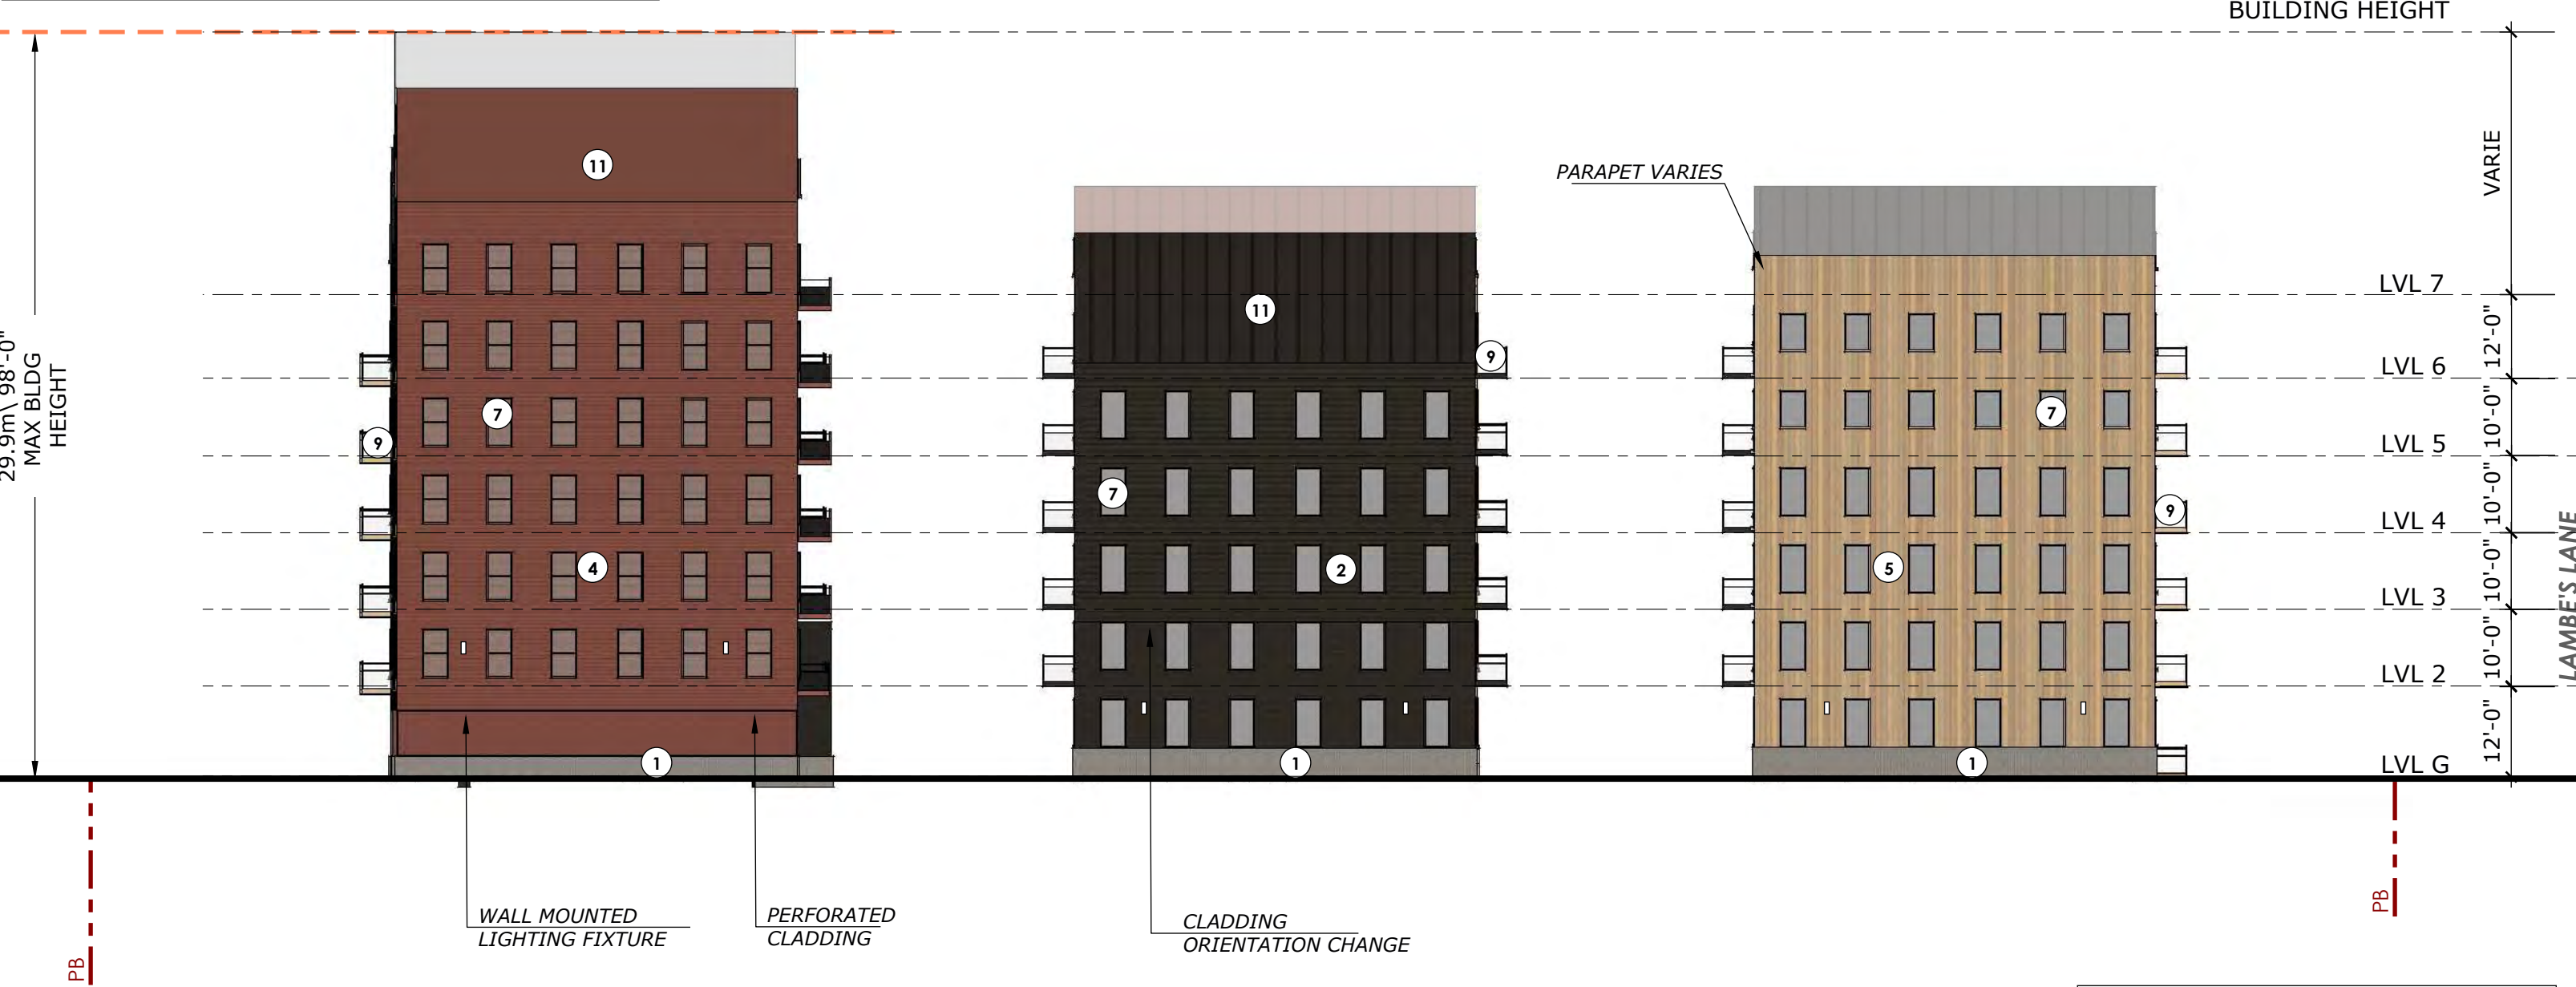 BUILDING HEIGHT
29.9m\ 98'-0"
MAX BLDG
HEIGHT
11
7
9
4
1
11
9
7
2
1
PARAPET VARIES
7
9
5
1
VARIE
LVL 7
12'-0"
LVL 6
10'-0"
LVL 5
10'-0"
LVL 4
10'-0"
LVL 3
10'-0"
LVL 2
12'-0"
LVL G
LAMBE'S LANE
WALL MOUNTED
LIGHTING FIXTURE
PERFORATED
CLADDING
CLADDING
ORIENTATION CHANGE
PB
PB